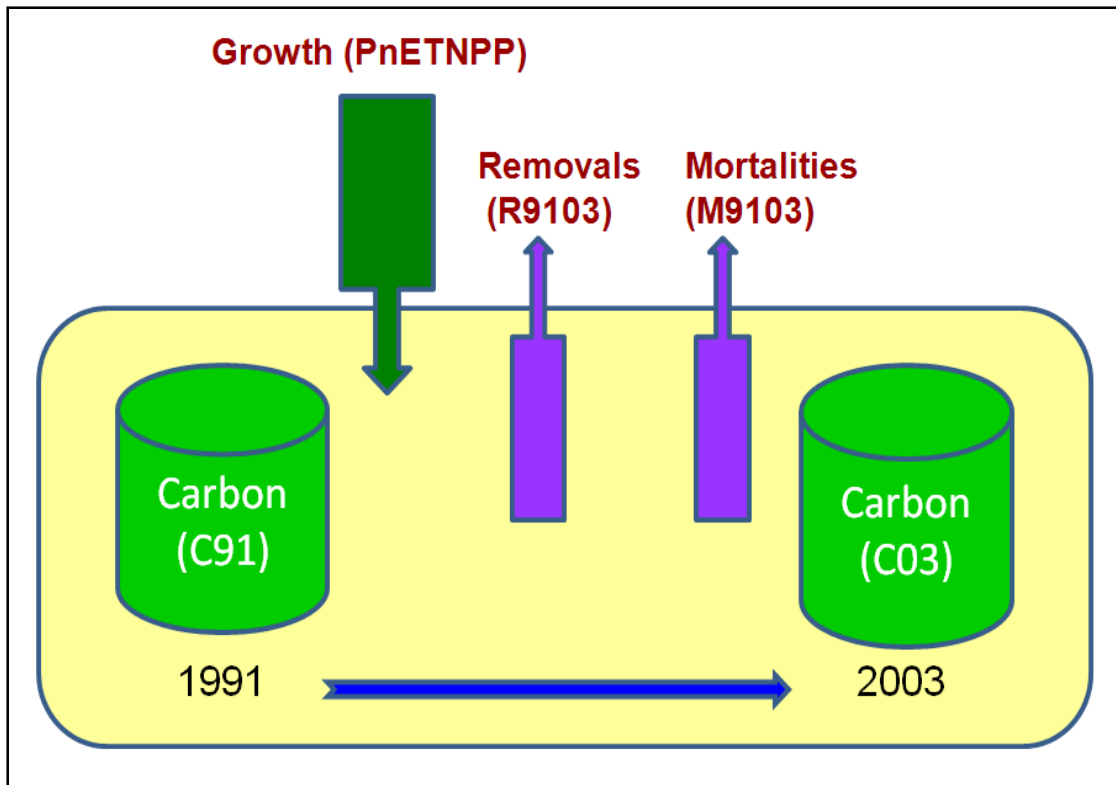 Growth (PnETNPP)
Removals
(R9103)
Mortalities
(M9103)
Carbon
(C91)
Carbon
(C03)
1991
2003